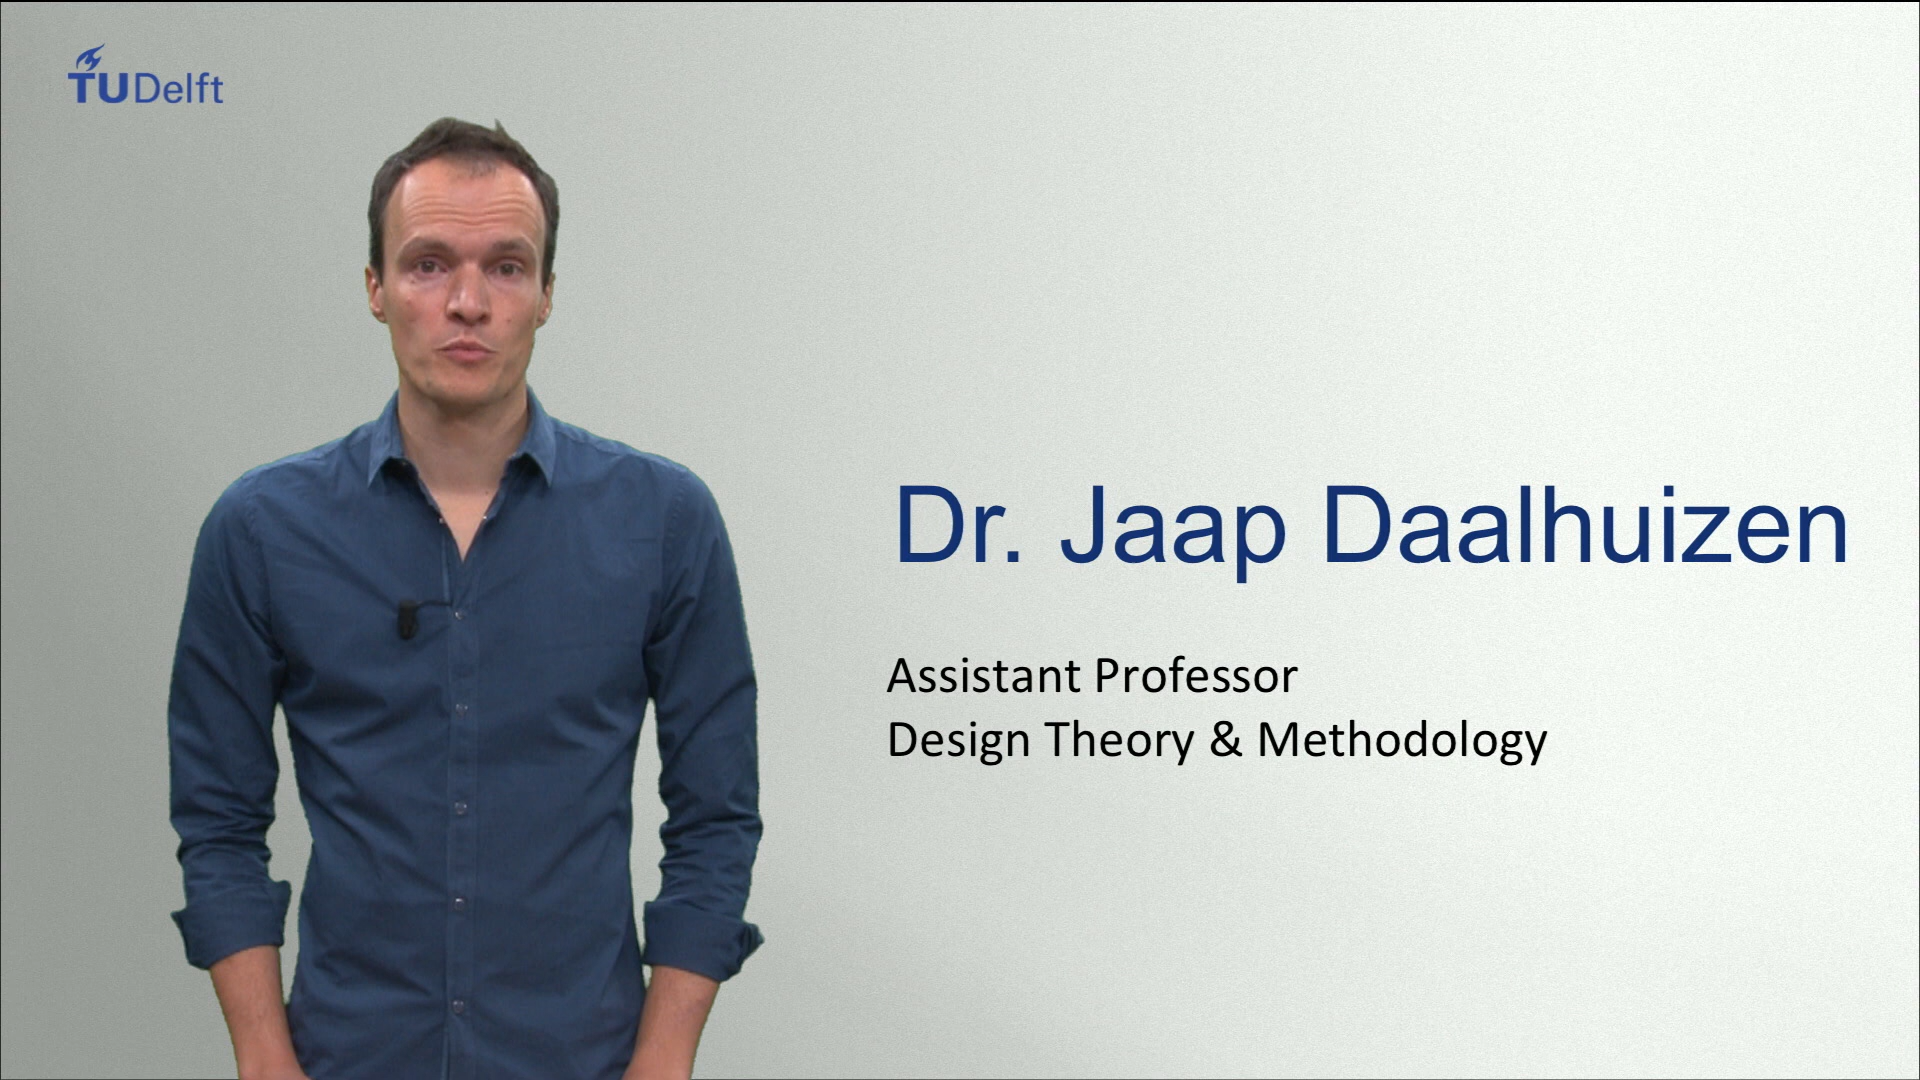 TUDelft
Dr. Jaap Daalhuizen
Assistant Professor
Design Theory & Methodology